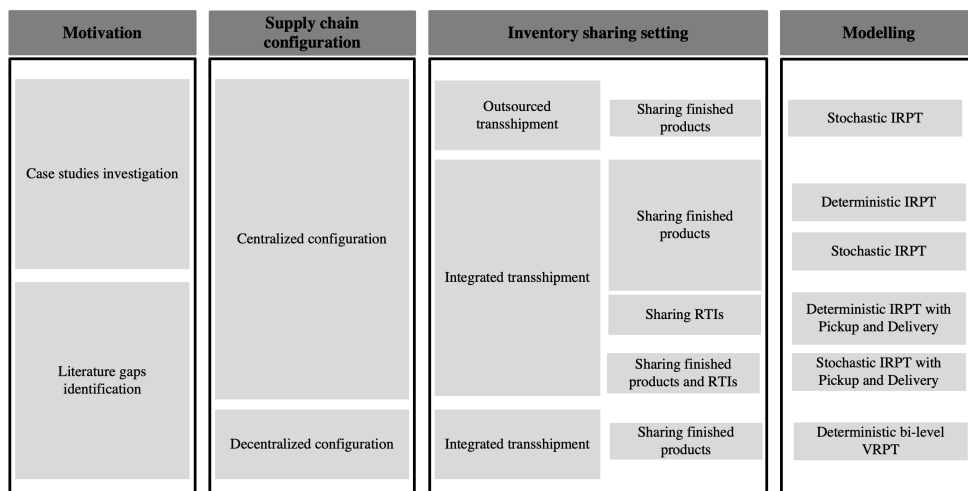 Motivation
Supply chain
configuration
Inventory sharing setting
Modelling
Case studies investigation
Literature gaps
identification
Centralized configuration
Decentralized configuration
Outsourced
transshipment
Sharing finished
products
Stochastic IRPT
Integrated transshipment
Sharing finished
products
Deterministic IRPT
Stochastic IRPT
Sharing RTIs
Deterministic IRPT with
Pickup and Delivery
Sharing finished
products and RTIs
Stochastic IRPT with
Pickup and Delivery
Integrated transshipment
Sharing finished
products
Deterministic bi-level
VRPT